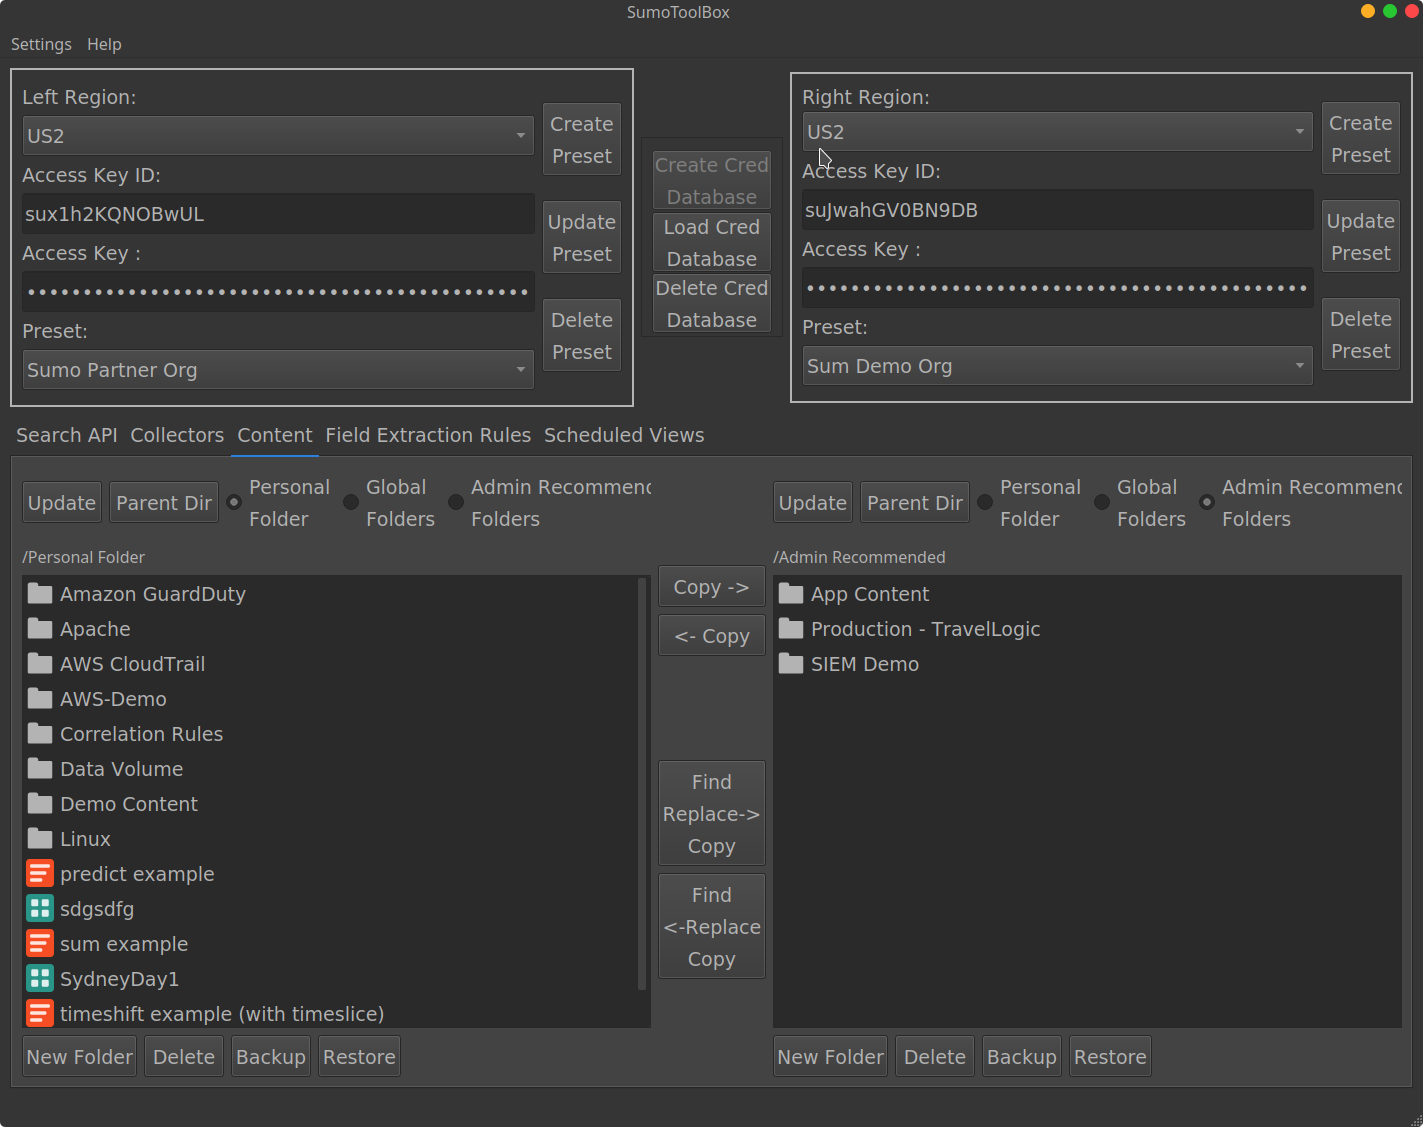 SumoToolBox
Settings Help
Left Region:
US2
Access Key ID:
sux1h2KQNOBwUL
Access Key :
••••••••••••••••••••••••••••••••••••••••••••
Preset:
Sumo Partner Org
Create
Preset
Update
Preset
Delete
Preset
Create Cred
Database
Load Cred
Database
Delete Cred
Database
Right Region:
US2
Access Key ID:
suJwahGV0BN9DB
Access Key :
••••••••••••••••••••••••••••••••••••••••••••
Preset:
Sum Demo Org
Create
Preset
Update
Preset
Delete
Preset
Search API Collectors Content Field Extraction Rules Scheduled Views
Update Parent Dir
Personal
Folder
Global
Folders
Admin Recommend
Folders
/Personal Folder
Amazon GuardDuty
Apache
AWS CloudTrail
AWS-Demo
Correlation Rules
Data Volume
Demo Content
Linux
predict example
sdgsdfg
sum example
SydneyDay1
timeshift example (with timeslice)
New Folder Delete Backup Restore
Copy ->
<- Copy
Find
Replace->
Copy
Find
<-Replace
Copy
Update Parent Dir
Personal
Folder
Global
Folders
Admin Recommend
Folders
/Admin Recommended
App Content
Production - TravelLogic
SIEM Demo
New Folder Delete Backup Restore